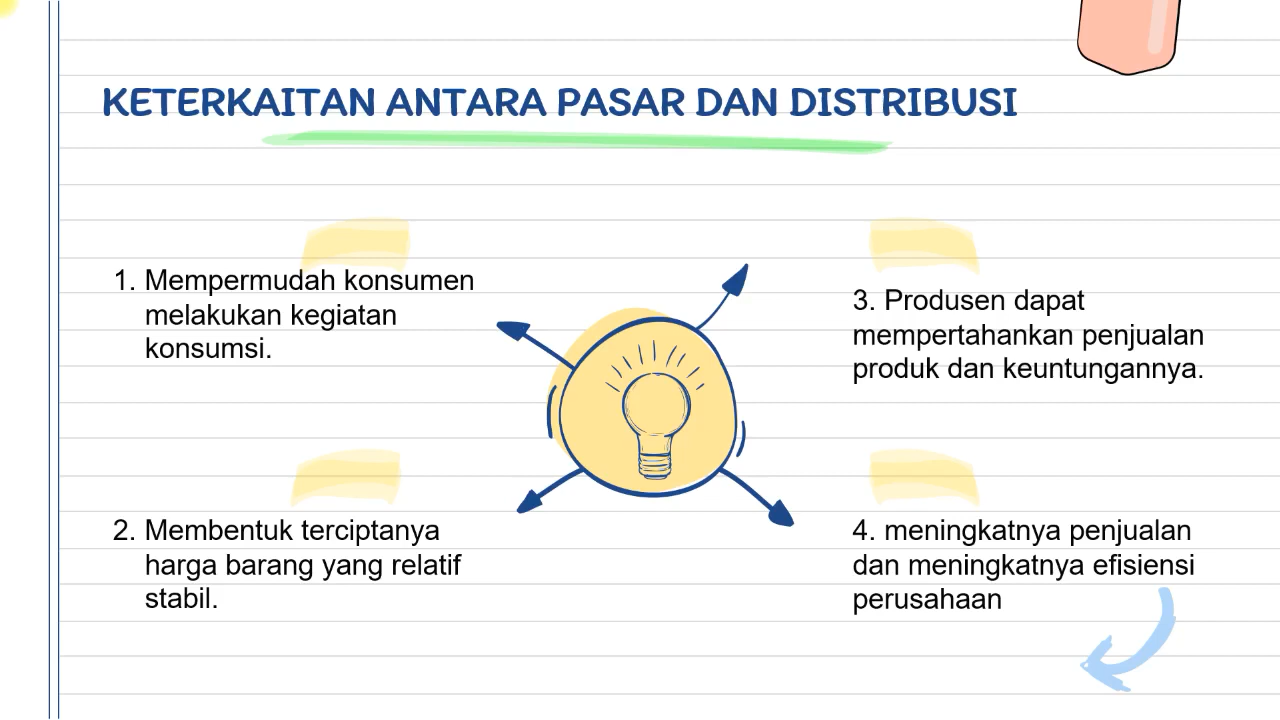 KETERKAITAN ANTARA PASAR DAN DISTRIBUSI
1. Mempermudah konsumen
melakukan kegiatan
konsumsi.
2. Membentuk terciptanya
harga barang yang relatif
stabil.
3. Produsen dapat
mempertahankan penjualan
produk dan keuntungannya.
4. meningkatnya penjualan
dan meningkatnya efisiensi
perusahaan